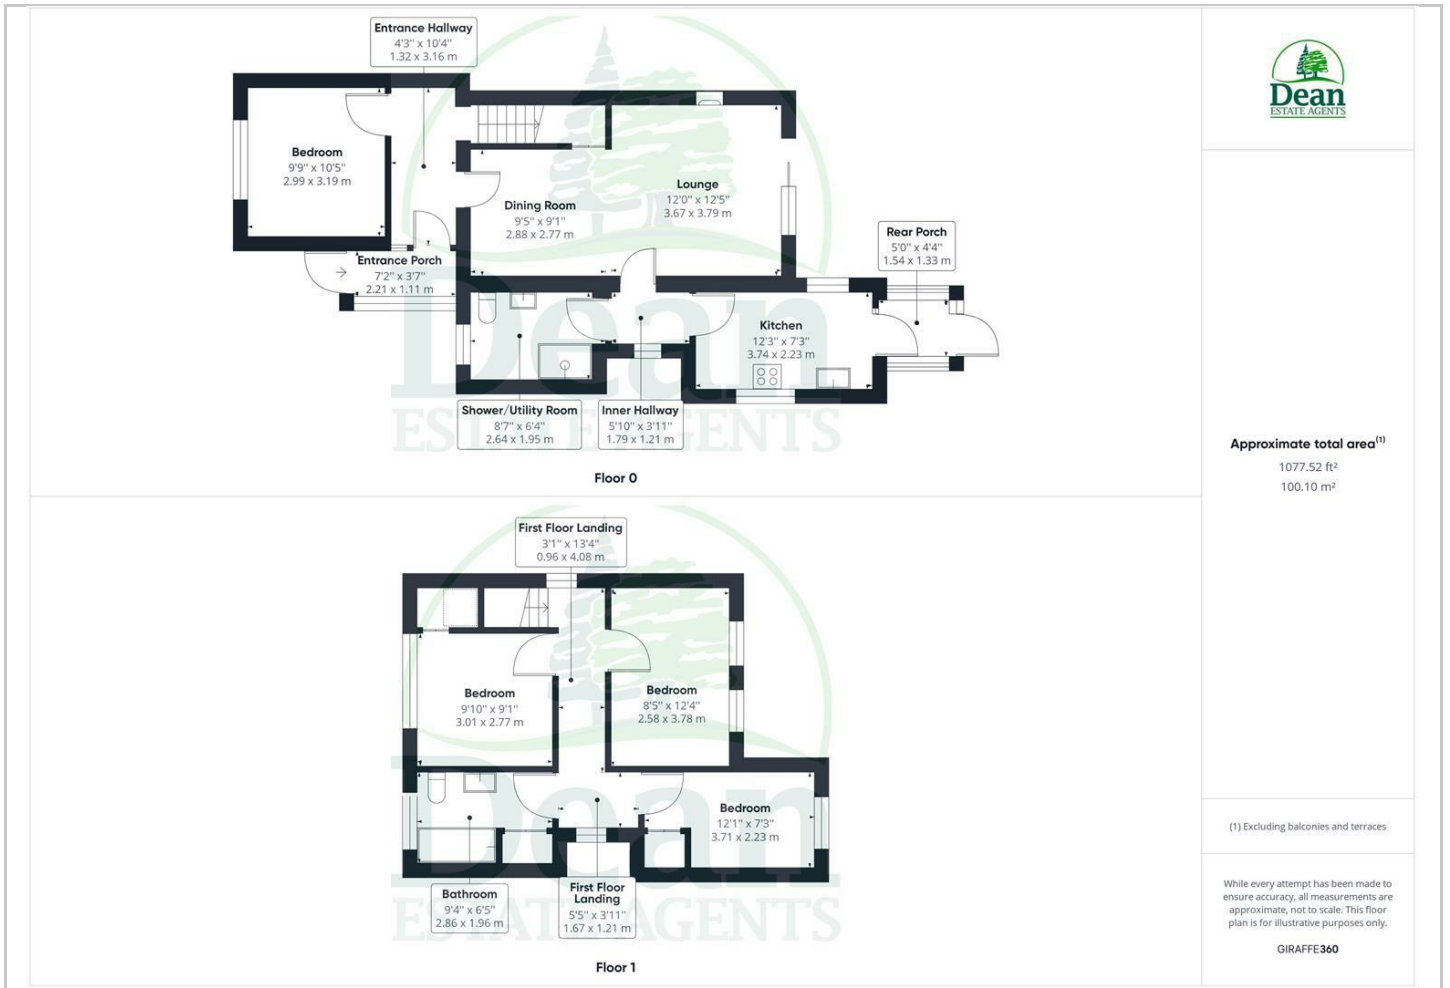 Entrance Hallway
4'3" x 10'4"
1.32 x 3.16 m
Bedroom
9'9" x 10'5"
2.99 x 3.19 m
Dining Room
9'5" x 9'1"
2.88 x 2.77 m
Lounge
12'0" x 12'5"
3.67 x 3.79 m
Rear Porch
5'0" x 4'4"
1.54 x 1.33 m
Entrance Porch
7'2" x 3'7"
2.21 x 1.11 m
Kitchen
12'3" x 7'3"
3.74 x 2.23 m
Shower/Utility Room
8'7" x 6'4"
2.64 x 1.95 m
Inner Hallway
5'10" x 3'11"
1.79 x 1.21 m
Dean
ESTATE AGENTS
Floor 0
First Floor Landing
3'1" x 13'4"
0.96 x 4.08 m
Bedroom
9'10" x 9'1"
3.01 x 2.77 m
Bedroom
8'5" x 12'4"
2.58 x 3.78 m
Bedroom
12'1" x 7'3"
3.71 x 2.23 m
Bathroom
9'4" x 6'5"
2.86 x 1.96 m
First Floor
Landing
5'5" x 3'11"
1.67 x 1.21 m
Dean
ESTATE AGENTS
Floor 1
Dean
ESTATE AGENTS
Approximate total area(1)
1077.52 ft²
100.10 m²
(1) Excluding balconies and terraces
While every attempt has been made to
ensure accuracy, all measurements are
approximate, not to scale. This floor
plan is for illustrative purposes only.
GIRAFFE360